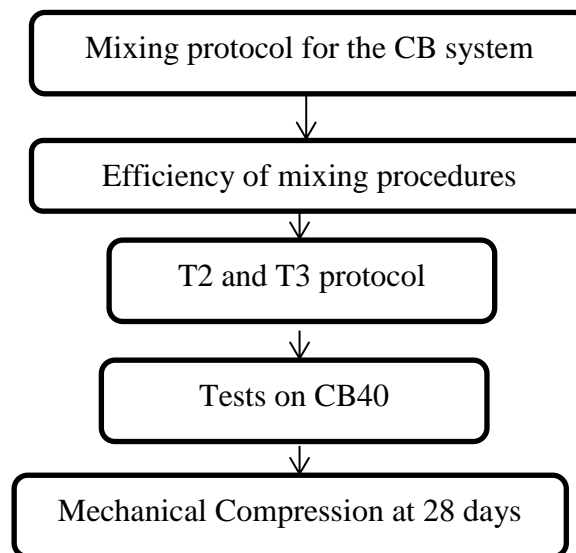 Mixing protocol for the CB system
Efficiency of mixing procedures
T2 and T3 protocol
Tests on CB40
Mechanical Compression at 28 days